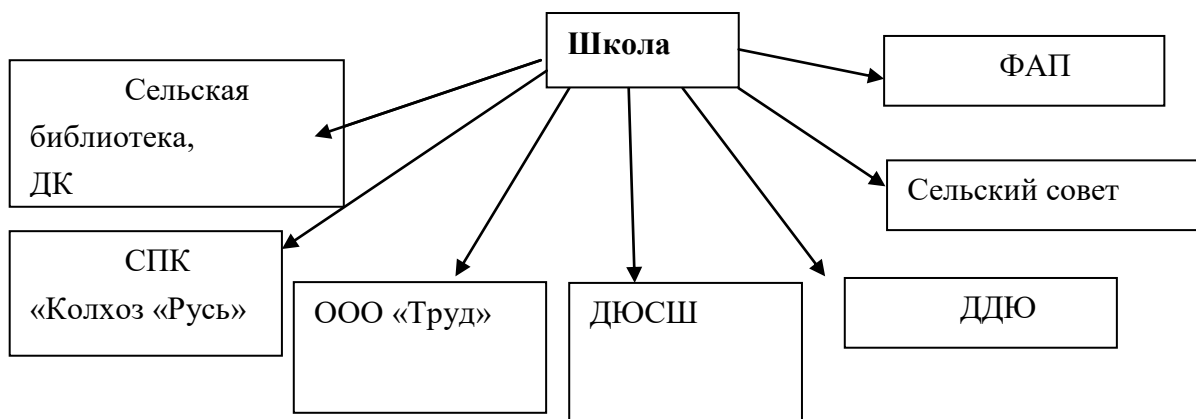 Школа
ФАП
Сельская
библиотека,
ДК
Сельский совет
СПК
«Колхоз «Русь»
ООО «Труд»
ДЮСШ
ДДЮ